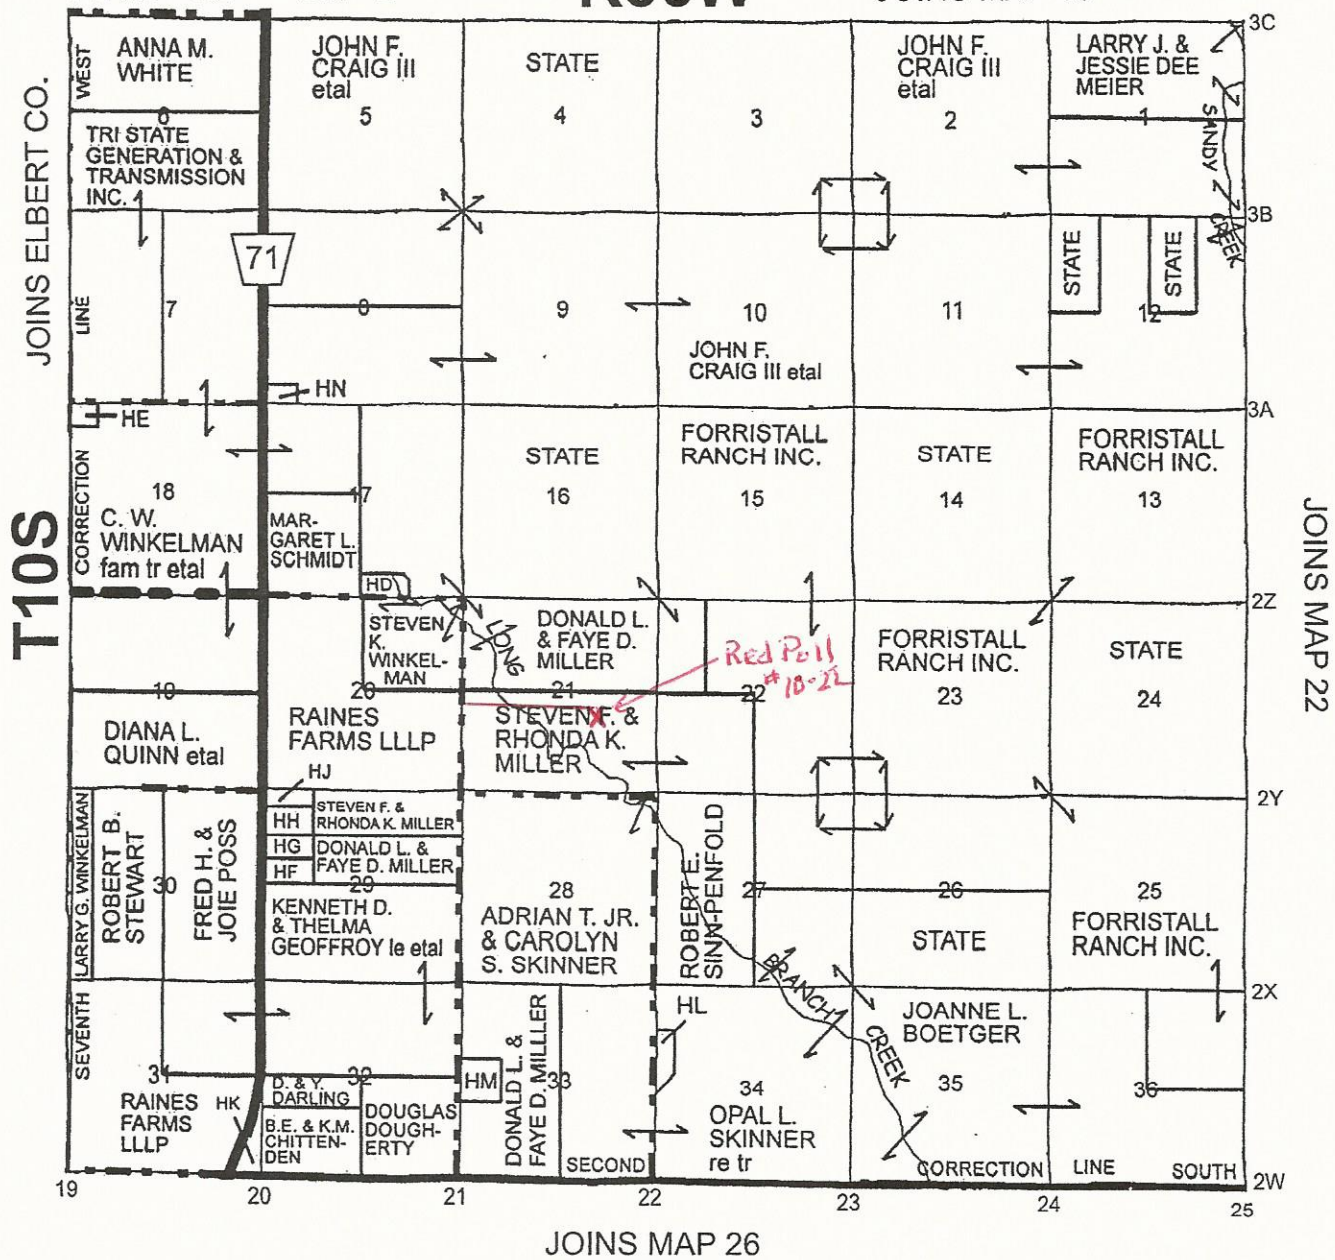 3C
WEST
ANNA M.
WHITE
6
TRI STATE
GENERATION &
TRANSMISSION
INC.
JOHN F.
CRAIG III
etal
5
STATE
4
3
JOHN F.
CRAIG III
etal
2
LARRY J. &
JESSIE DEE
MEIER
1
SANDY
CREEK
JOINS ELBERT CO.
3B
71
LINE
7
8
HN
9
10
JOHN F.
CRAIG III etal
11
STATE
STATE
12
3A
HE
CORRECTION
18
C. W.
WINKELMAN
fam tr etal
17
MAR-
GARET L.
SCHMIDT
HD
STATE
16
FORRISTALL
RANCH INC.
15
STATE
14
FORRISTALL
RANCH INC.
13
T10S
JOINS MAP 22
2Z
19
DIANA L.
QUINN etal
STEVEN
K.
WINKEL-
MAN
20
RAINES
FARMS LLLP
LONG
DONALD L.
& FAYE D.
MILLER
21
STEVEN F. &
RHONDA K.
MILLER
Red Poll
#10-22
X
22
FORRISTALL
RANCH INC.
23
STATE
24
2Y
LARRY G. WINKELMAN
ROBERT B.
STEWART
30
FRED H. &
JOIE POSS
HJ
HH
STEVEN F. &
RHONDA K. MILLER
HG
DONALD L. &
FAYE D. MILLER
HF
29
KENNETH D.
& THELMA
GEOFFROY le etal
28
ADRIAN T. JR.
& CAROLYN
S. SKINNER
ROBERT E.
SINN-PENFOLD
27
26
STATE
25
FORRISTALL
RANCH INC.
2X
SEVENTH
31
RAINES
FARMS
LLLP
HK
32
D. & Y.
DARLING
B.E. & K.M.
CHITTEN-
DEN
DOUGLAS
DOUGH-
ERTY
HM
DONALD L. &
FAYE D. MILLLER
33
SECOND
HL
34
OPAL L.
SKINNER
re tr
BRANCH
CREEK
JOANNE L.
BOETGER
35
36
CORRECTION
LINE
SOUTH
2W
19
20
21
22
23
24
25
JOINS MAP 26